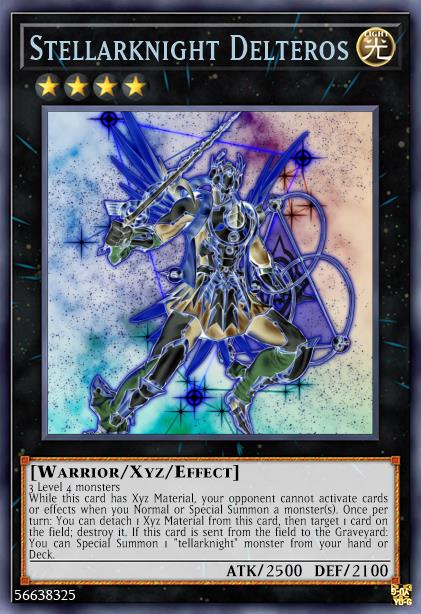 Stellarknight Delteros
LIGHT
光
[Warrior/Xyz/Effect]
3 Level 4 monsters
While this card has Xyz Material, your opponent cannot activate cards
or effects when you Normal or Special Summon a monster(s). Once per
turn: You can detach 1 Xyz Material from this card, then target 1 card on
the field; destroy it. If this card is sent from the field to the Graveyard:
You can Special Summon 1 "tellarknight" monster from your hand or
Deck.
ATK/2500 DEF/2100
56638325